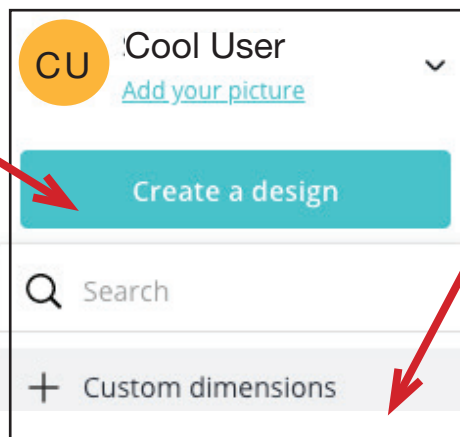 CU
Cool User
Add your picture
Create a design
Search
+ Custom dimensions